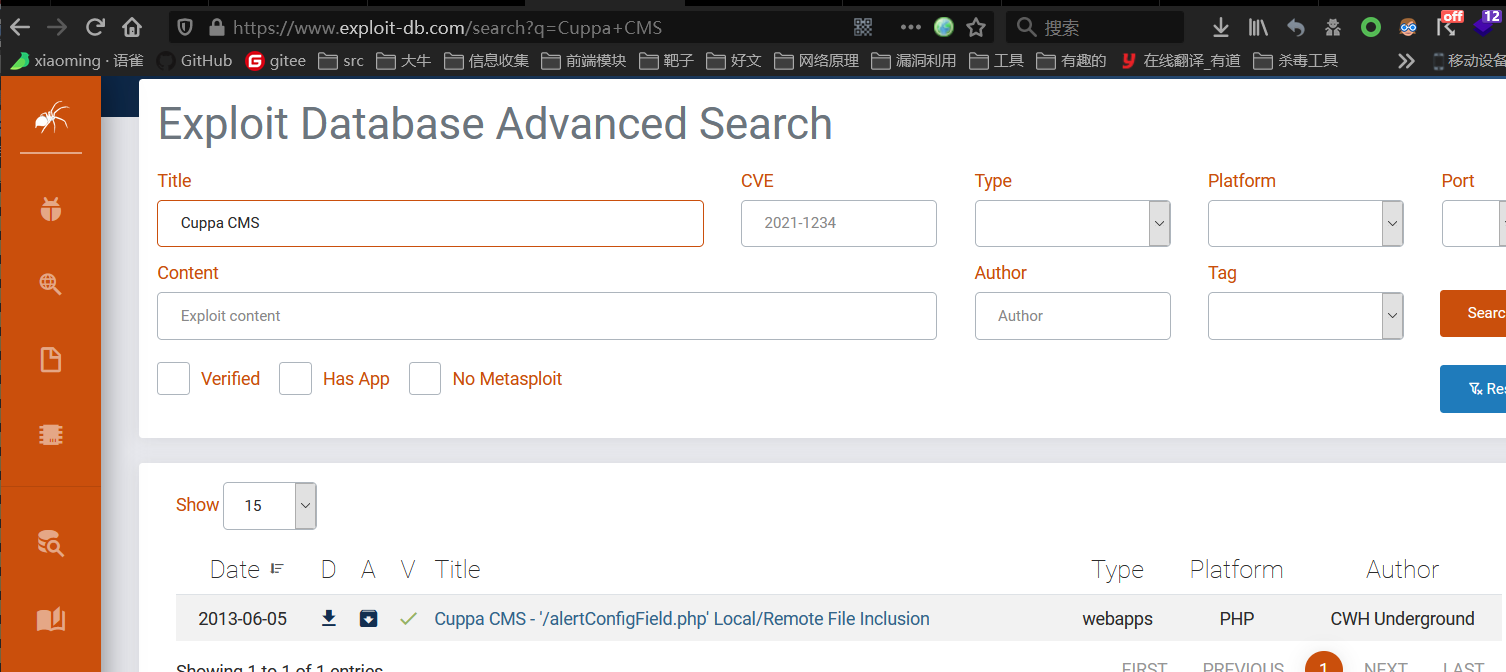 off 12
https://www.exploit-db.com/search?q=Cuppa+CMS 搜索
xiaoming · 语雀 GitHub G gitee src 大牛 信息收集 前端模块 靶子 好文 网络原理 漏洞利用 工具 有趣的 y 在线翻译_有道 杀毒工具 移动设备
Exploit Database Advanced Search
Title CVE Type Platform Port
Cuppa CMS 2021-1234
Content Author Tag
Exploit content Author Searc
Verified Has App No Metasploit Res
Show 15
Date D A V Title Type Platform Author
2013-06-05 Cuppa CMS - '/alertConfigField.php' Local/Remote File Inclusion webapps PHP CWH Underground
Showing 1 to 1 of 1 entries FIRST PREVIOUS 1 NEXT LAST